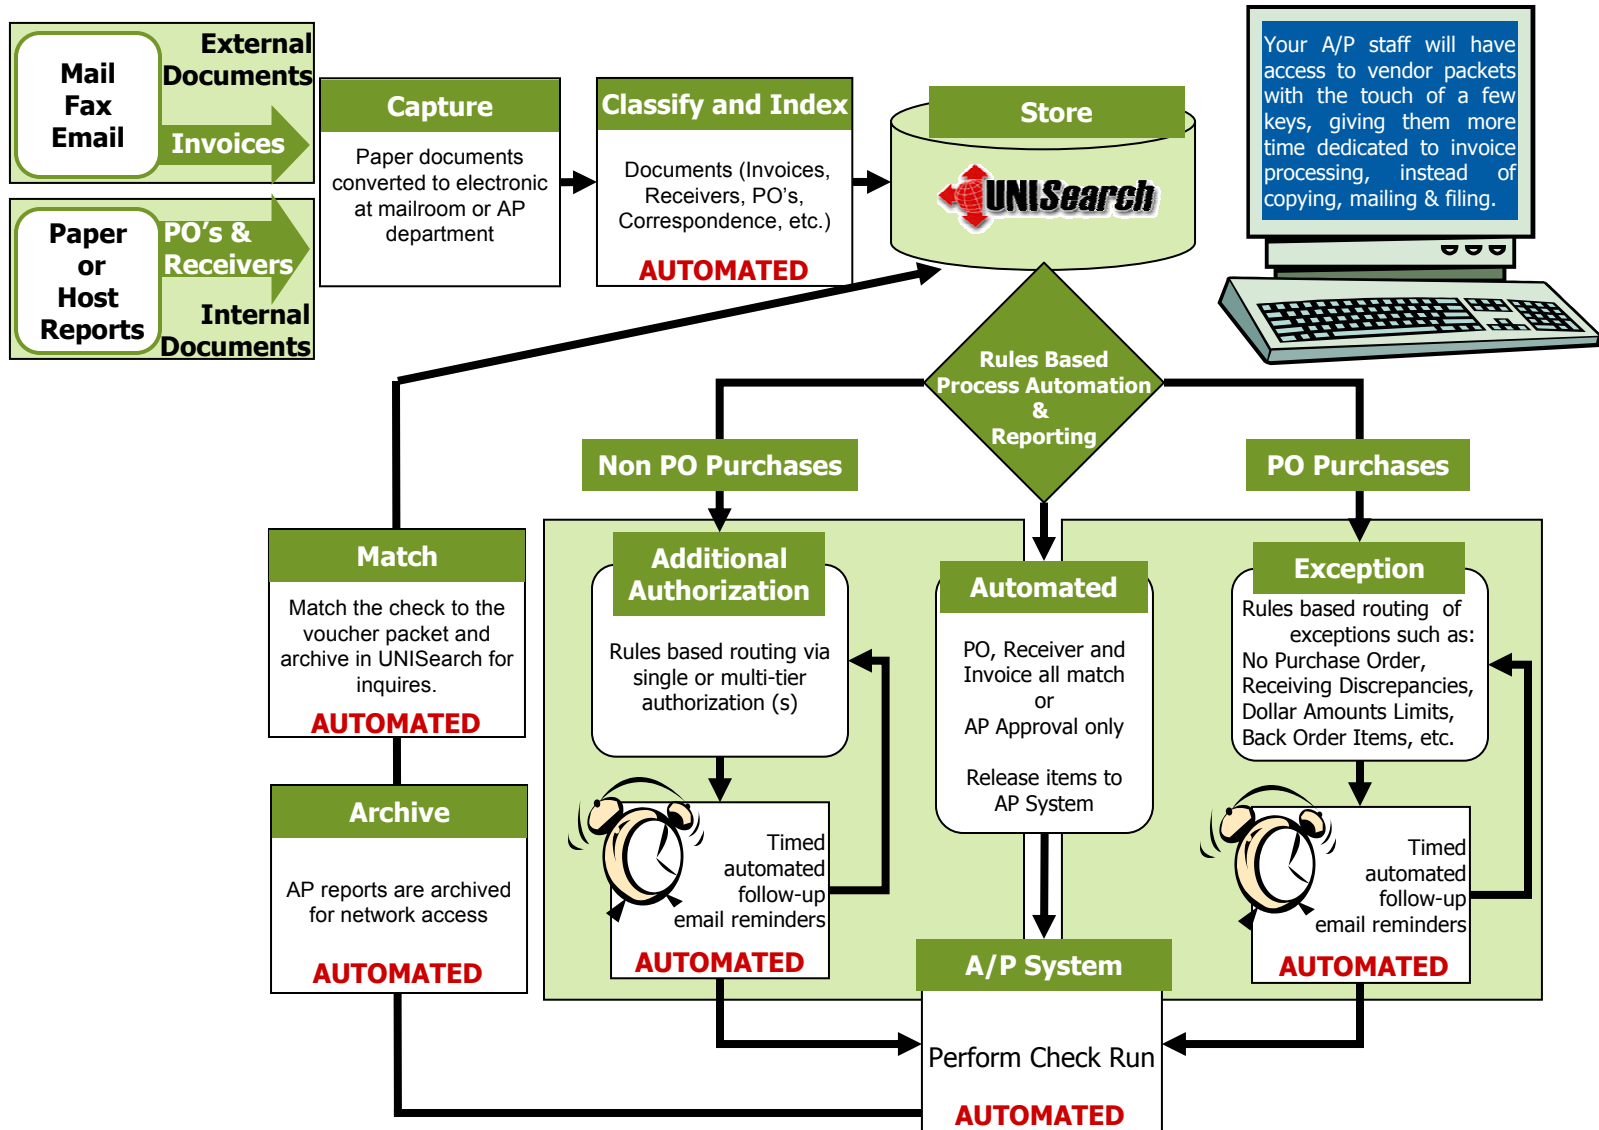 External
Documents
Mail
Fax
Email
Invoices
Paper
or
Host
Reports
PO's &
Receivers
Internal
Documents
Capture
Paper documents
converted to electronic
at mailroom or AP
department
Classify and Index
Documents (Invoices,
Receivers, PO's,
Correspondence, etc.)
AUTOMATED
Store
UNISearch
Your A/P staff will have
access to vendor packets
with the touch of a few
keys, giving them more
time dedicated to invoice
processing, instead of
copying, mailing & filing.
Rules Based
Process Automation
&
Reporting
Non PO Purchases
PO Purchases
Match
Match the check to the
voucher packet and
archive in UNISearch for
inquires.
AUTOMATED
Archive
AP reports are archived
for network access
AUTOMATED
Additional
Authorization
Rules based routing via
single or multi-tier
authorization (s)
Timed
automated
follow-up
email reminders
AUTOMATED
Automated
PO, Receiver and
Invoice all match
or
AP Approval only
Release items to
AP System
Exception
Rules based routing of
exceptions such as:
No Purchase Order,
Receiving Discrepancies,
Dollar Amounts Limits,
Back Order Items, etc.
Timed
automated
follow-up
email reminders
AUTOMATED
A/P System
Perform Check Run
AUTOMATED